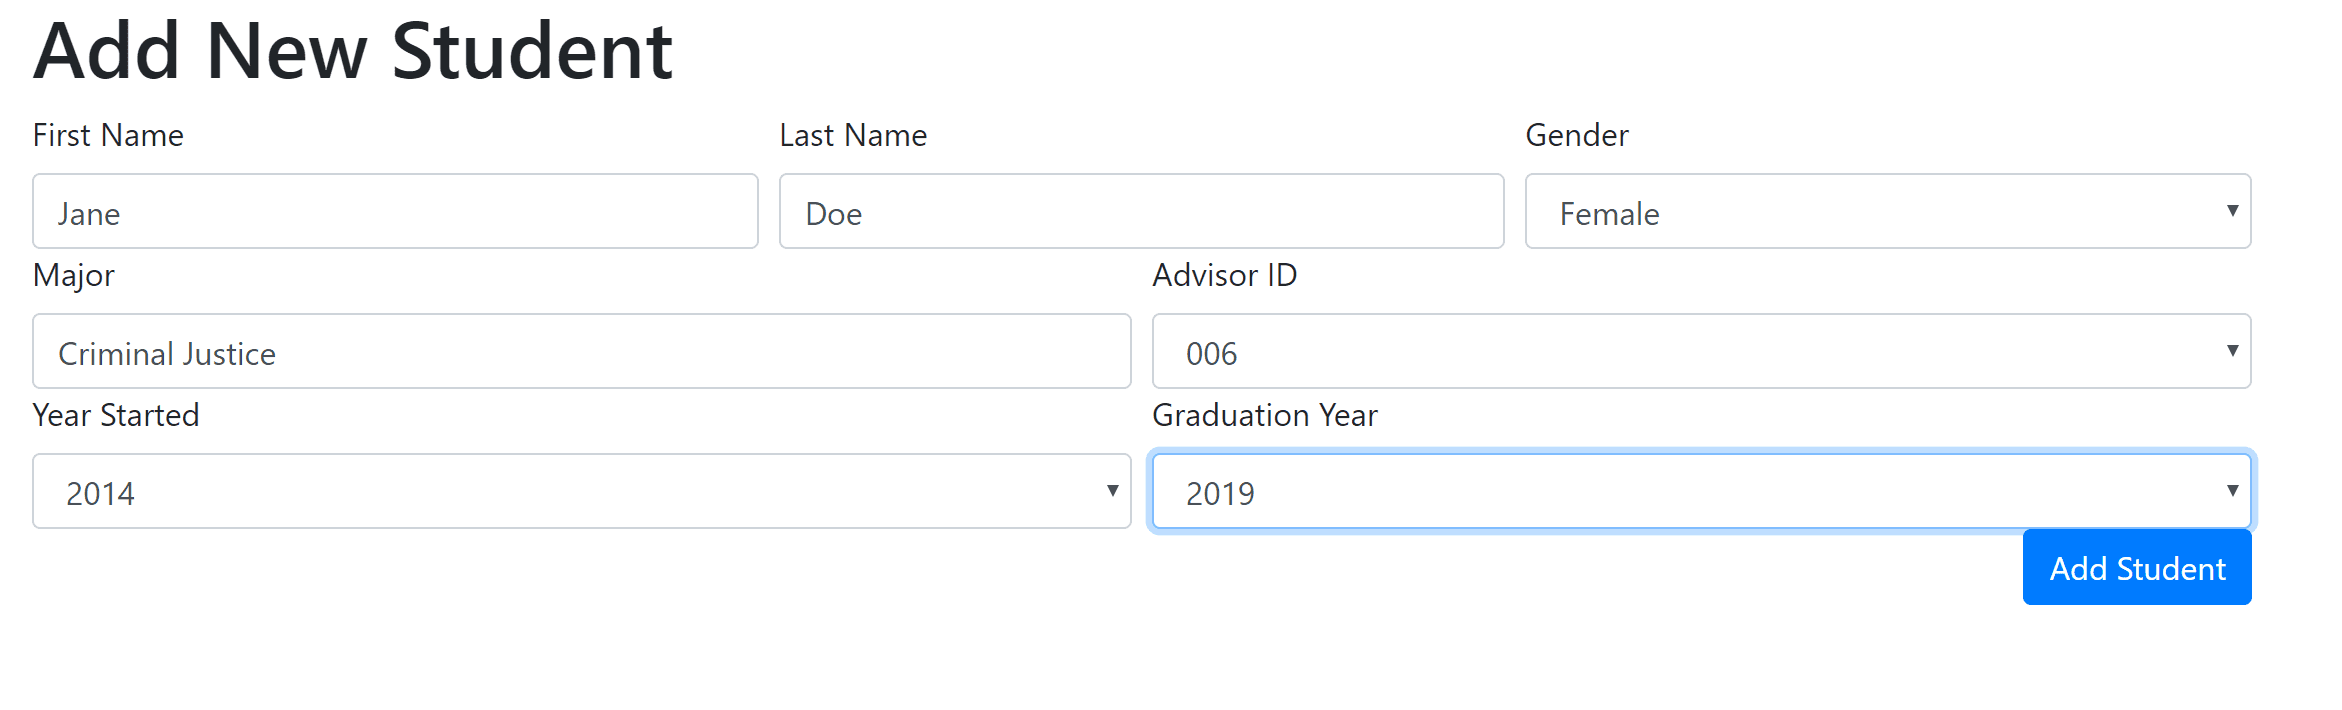 Add New Student
First Name Last Name Gender
Jane Doe Female
Major Advisor ID
Criminal Justice 006
Year Started Graduation Year
2014 2019
Add Student